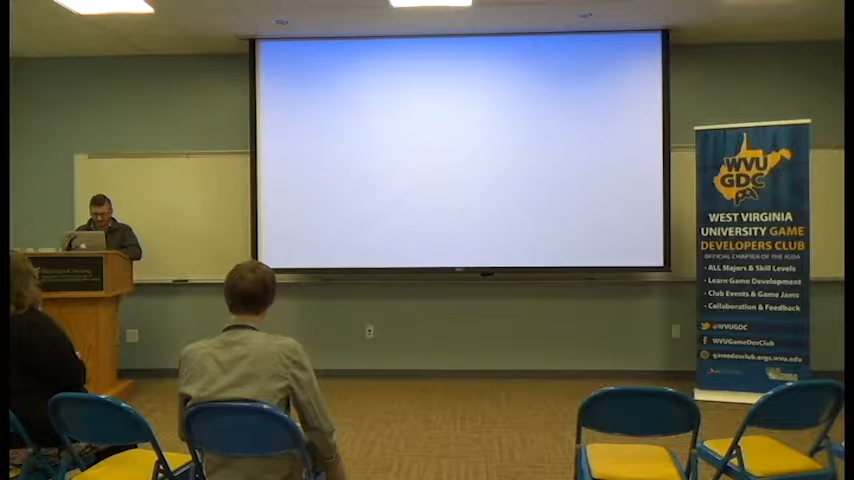 WVU
GDC
WEST VIRGINIA
UNIVERSITY GAME
DEVELOPERS CLUB
OFFICIAL CHAPTER OF THE IGDA
• ALL Majors & Skill Levels
• Learn Game Development
• Club Events & Game Jams
• Collaboration & Feedback
@WVUGDC
WVUGameDevClub
gamedevclub.orgs.wvu.edu